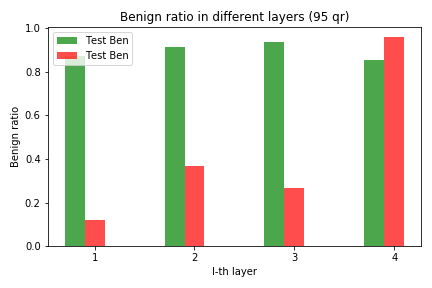 Benign ratio in different layers (95 qr)
Test Ben
Test Ben
1.0
0.8
0.6
0.4
0.2
0.0
Benign ratio
1 2 3 4
l-th layer